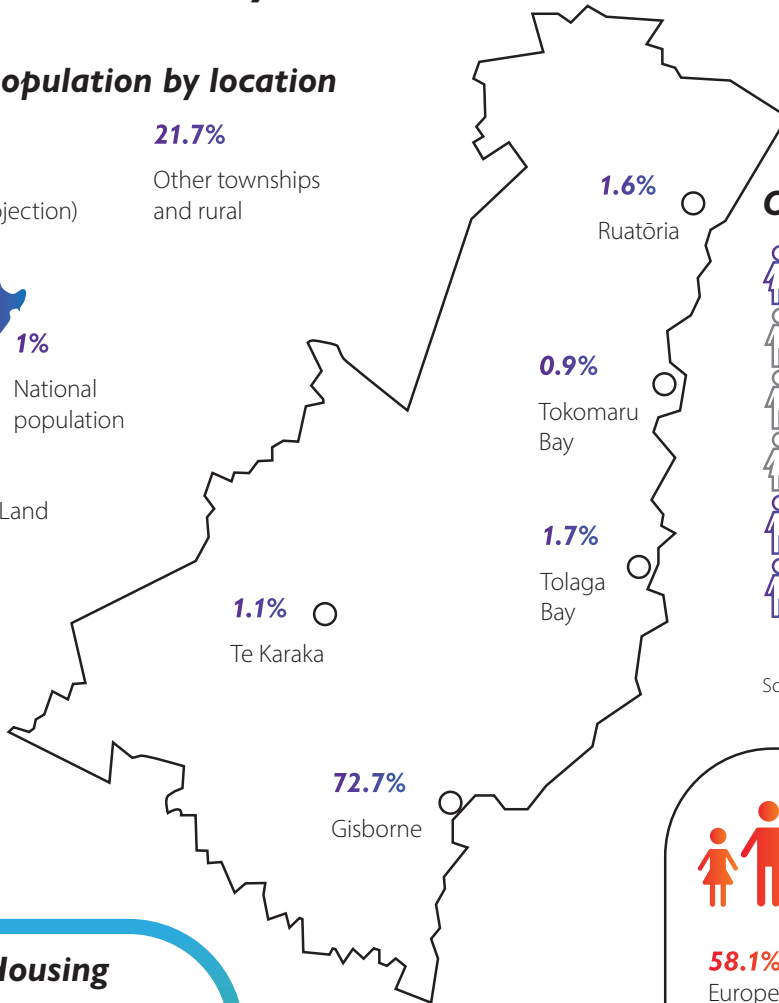 opulation by location
21.7%
Other townships
and rural
jection)
1%
National
population
Land
1.6%
Ruatōria
0.9%
Tokomaru
Bay
1.7%
Tolaga
Bay
1.1%
Te Karaka
72.7%
Gisborne
Housing
58.1%
Europe